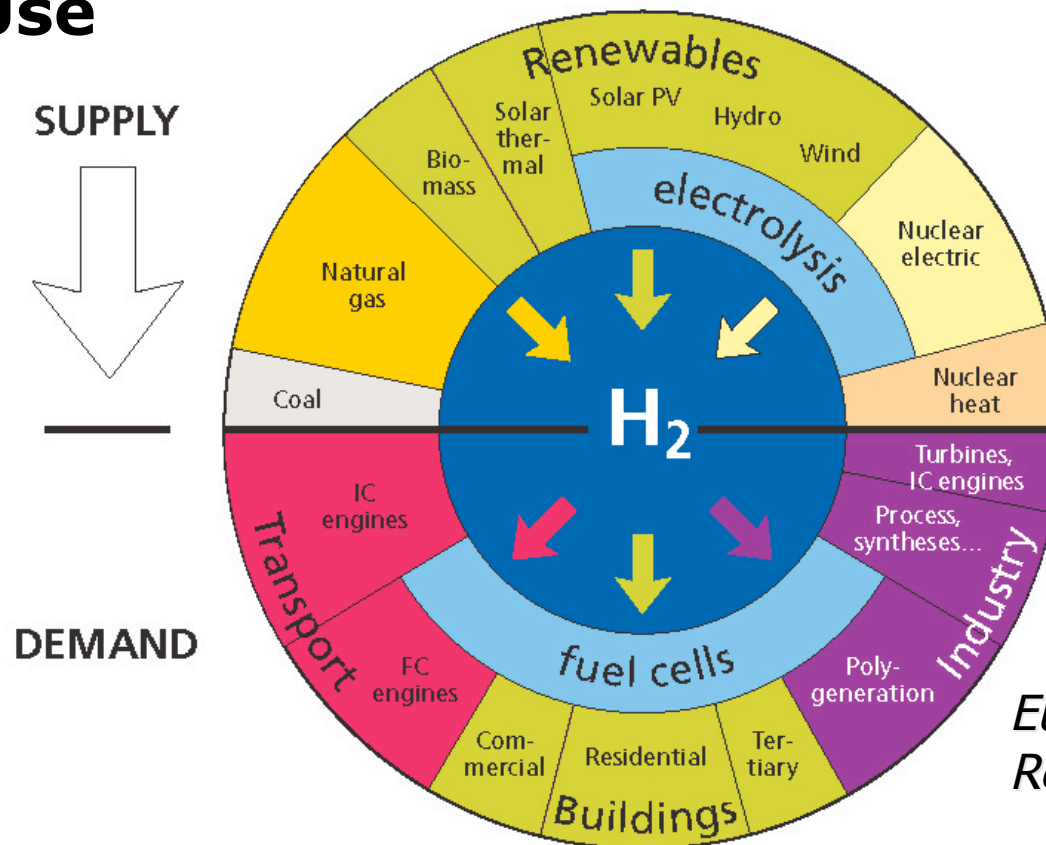 Use
SUPPLY
Renewables
Solar PV
Hydro
Wind
Solar
ther-
mal
Bio-
mass
electrolysis
Nuclear
electric
Natural
gas
Nuclear
heat
Coal
H2
Turbines,
IC engines
IC
engines
Process,
syntheses...
Transport
Industry
DEMAND
fuel cells
FC
engines
Poly-
generation
Com-
mercial
Residential
Ter-
tiary
Buildings